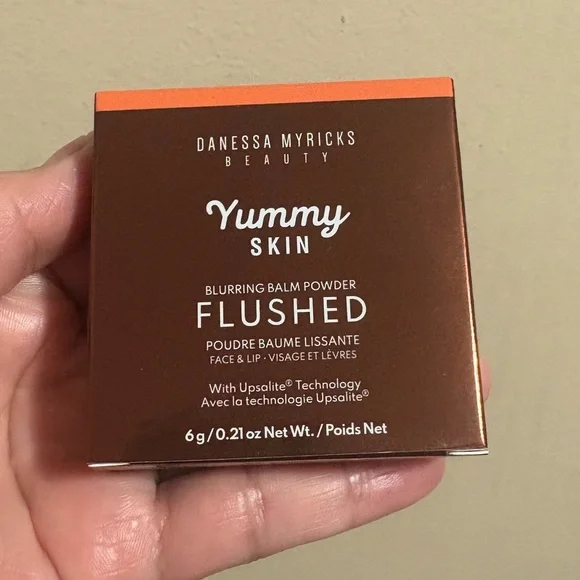 DANESSA MYRICKS
BEAUTY
Yummy
SKIN
BLURRING BALM POWDER
FLUSHED
POUDRE BAUME LISSANTE
FACE & LIP • VISAGE ET LÈVRES
With Upsalite® Technology
Avec la technologie Upsalite®
6 g / 0.21 oz Net Wt. / Poids Net